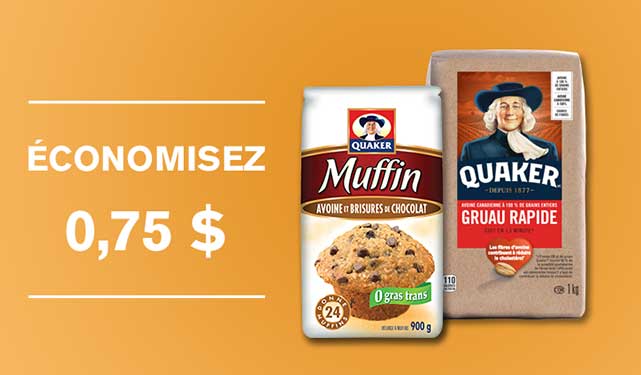 ÉCONOMISEZ
0,75 $
QUAKER
Muffin
AVOINE ET BRISURES DE CHOCOLAT
0 gras trans
DONNE
24
MUFFINS
900 g
QUAKER
DEPUIS 1877
AVOINE CANADIENNE À 100 % DE GRAINS ENTIERS
GRUAU RAPIDE
Les fibres d'avoine
contribuent à réduire
le cholestérol
110
1 kg